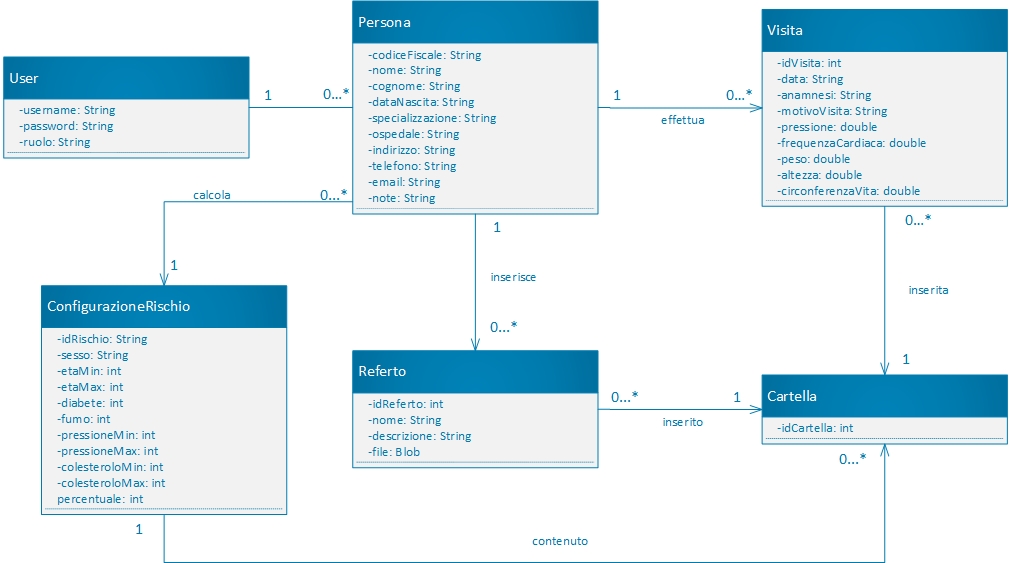 User
-username: String
-password: String
-ruolo: String
1
0...*
Persona
-codiceFiscale: String
-nome: String
-cognome: String
-dataNascita: String
-specializzazione: String
-ospedale: String
-indirizzo: String
-telefono: String
-email: String
-note: String
1
0...*
effettua
Visita
-idVisita: int
-data: String
-anamnesi: String
-motivoVisita: String
-pressione: double
-frequenzaCardiaca: double
-peso: double
-altezza: double
-circonferenzaVita: double
calcola
0...*
1
1
inserisce
0...*
0...*
inserita
1
ConfigurazioneRischio
-idRischio: String
-sesso: String
-etaMin: int
-etaMax: int
-diabete: int
-fumo: int
-pressioneMin: int
-pressioneMax: int
-colesteroloMin: int
-colesteroloMax: int
percentuale: int
Referto
-idReferto: int
-nome: String
-descrizione: String
-file: Blob
0...*
1
inserito
Cartella
-idCartella: int
0...*
1
contenuto